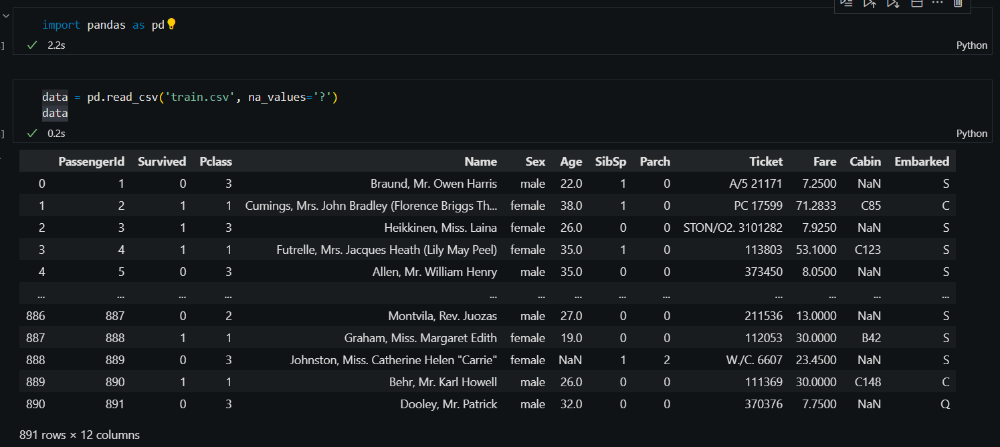 import pandas as pd
]
2.2s
Python
data = pd.read_csv('train.csv', na_values='?')
data
]
0.2s
Python
PassengerId Survived Pclass Name Sex Age SibSp Parch Ticket Fare Cabin Embarked
0 1 0 3 Braund, Mr. Owen Harris male 22.0 1 0 A/5 21171 7.2500 NaN S
1 2 1 1 Cumings, Mrs. John Bradley (Florence Briggs Th... female 38.0 1 0 PC 17599 71.2833 C85 C
2 3 1 3 Heikkinen, Miss. Laina female 26.0 0 0 STON/O2. 3101282 7.9250 NaN S
3 4 1 1 Futrelle, Mrs. Jacques Heath (Lily May Peel) female 35.0 1 0 113803 53.1000 C123 S
4 5 0 3 Allen, Mr. William Henry male 35.0 0 0 373450 8.0500 NaN S
... ... ... ... ... ... ... ... ... ... ... ... ...
886 887 0 2 Montvila, Rev. Juozas male 27.0 0 0 211536 13.0000 NaN S
887 888 1 1 Graham, Miss. Margaret Edith female 19.0 0 0 112053 30.0000 B42 S
888 889 0 3 Johnston, Miss. Catherine Helen "Carrie" female NaN 1 2 W./C. 6607 23.4500 NaN S
889 890 1 1 Behr, Mr. Karl Howell male 26.0 0 0 111369 30.0000 C148 C
890 891 0 3 Dooley, Mr. Patrick male 32.0 0 0 370376 7.7500 NaN Q
891 rows × 12 columns